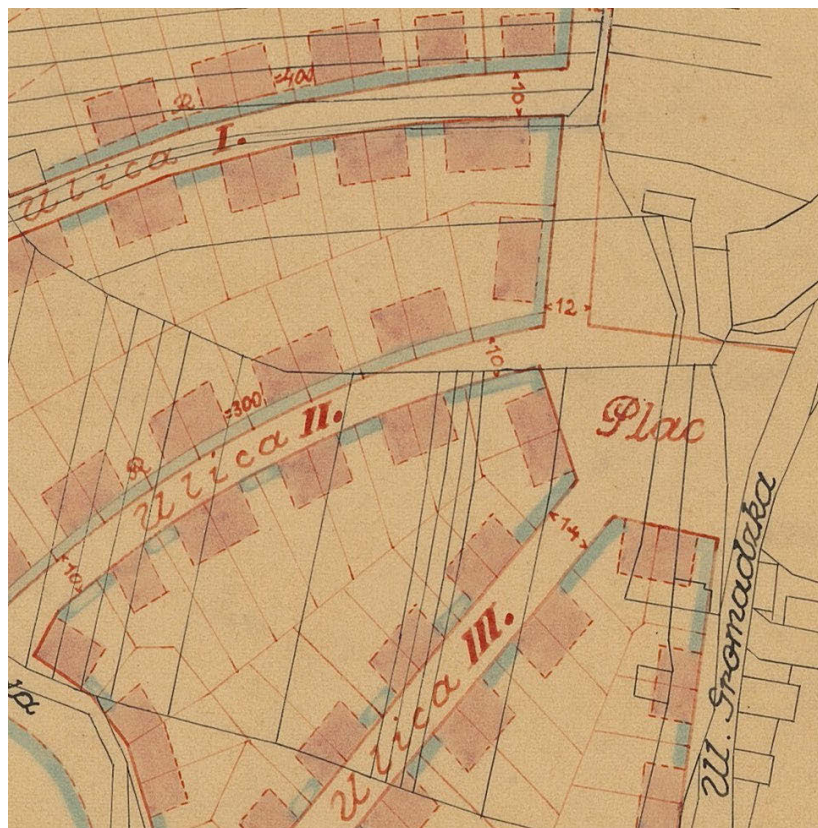 R =400
10
Ulica I.
12
10
R =300
Plac
Ulica II.
14
10
Ulica III.
Ul. Gromadzka